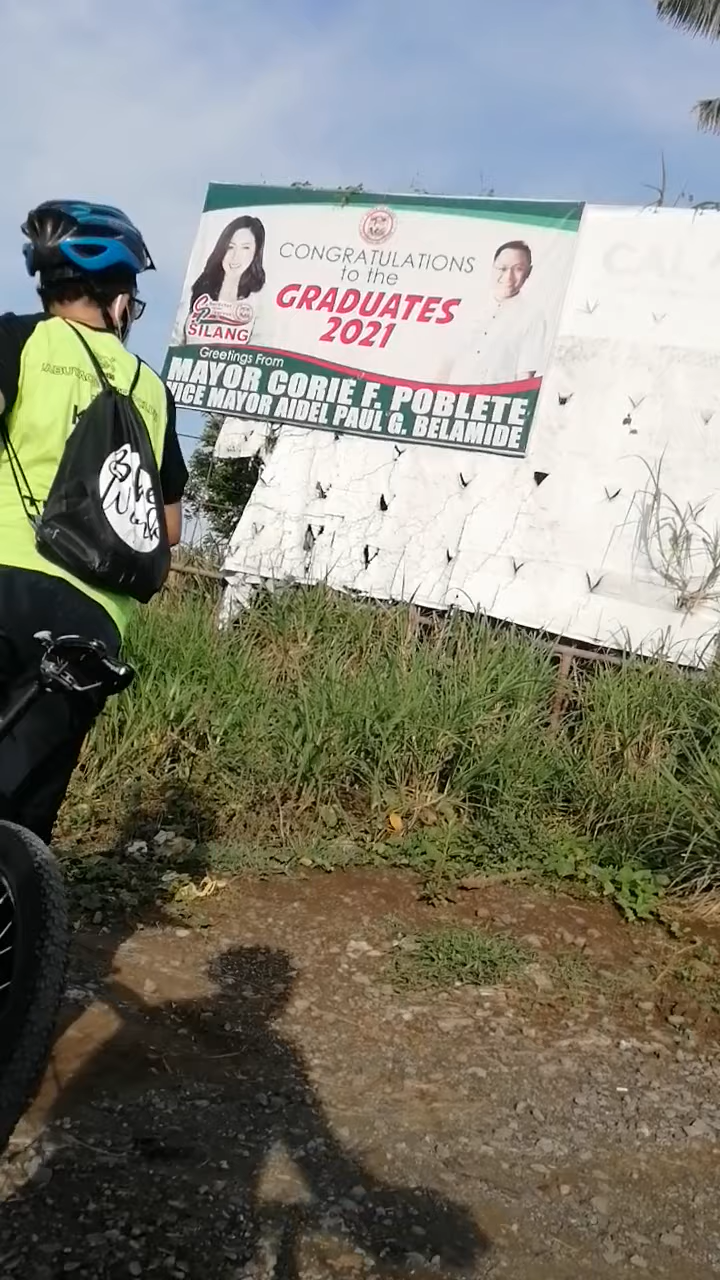 CONGRATULATIONS
to the
GRADUATES
2021
SILANG
Greetings From
MAYOR CORIE F. POBLETE
VICE MAYOR AIDEL PAUL G. BELAMIDE